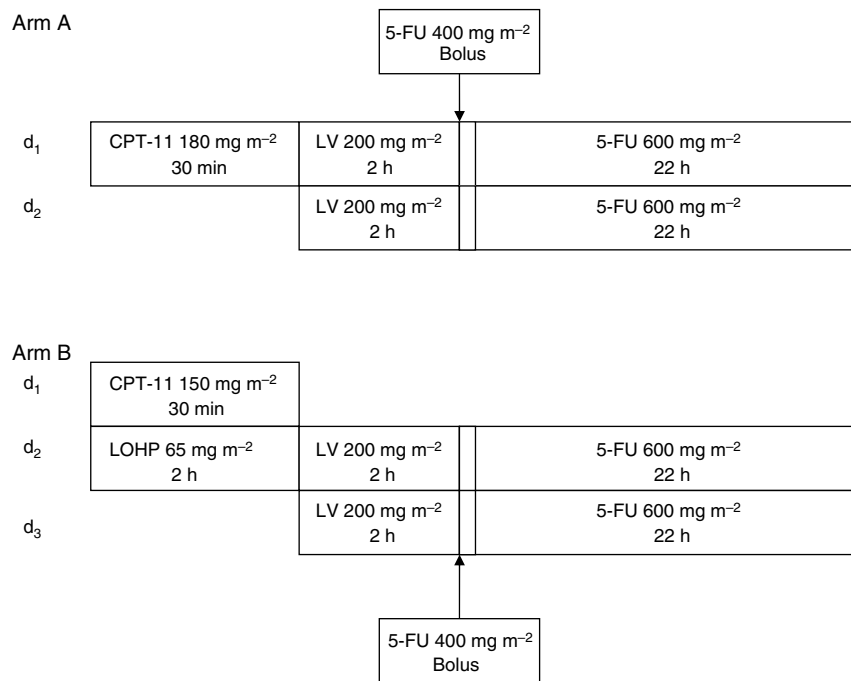 Arm A
5-FU 400 mg m⁻²
Bolus
d₁
CPT-11 180 mg m⁻²
30 min
LV 200 mg m⁻²
2 h
5-FU 600 mg m⁻²
22 h
d₂
LV 200 mg m⁻²
2 h
5-FU 600 mg m⁻²
22 h
Arm B
d₁
CPT-11 150 mg m⁻²
30 min
d₂
LOHP 65 mg m⁻²
2 h
LV 200 mg m⁻²
2 h
5-FU 600 mg m⁻²
22 h
d₃
LV 200 mg m⁻²
2 h
5-FU 600 mg m⁻²
22 h
5-FU 400 mg m⁻²
Bolus